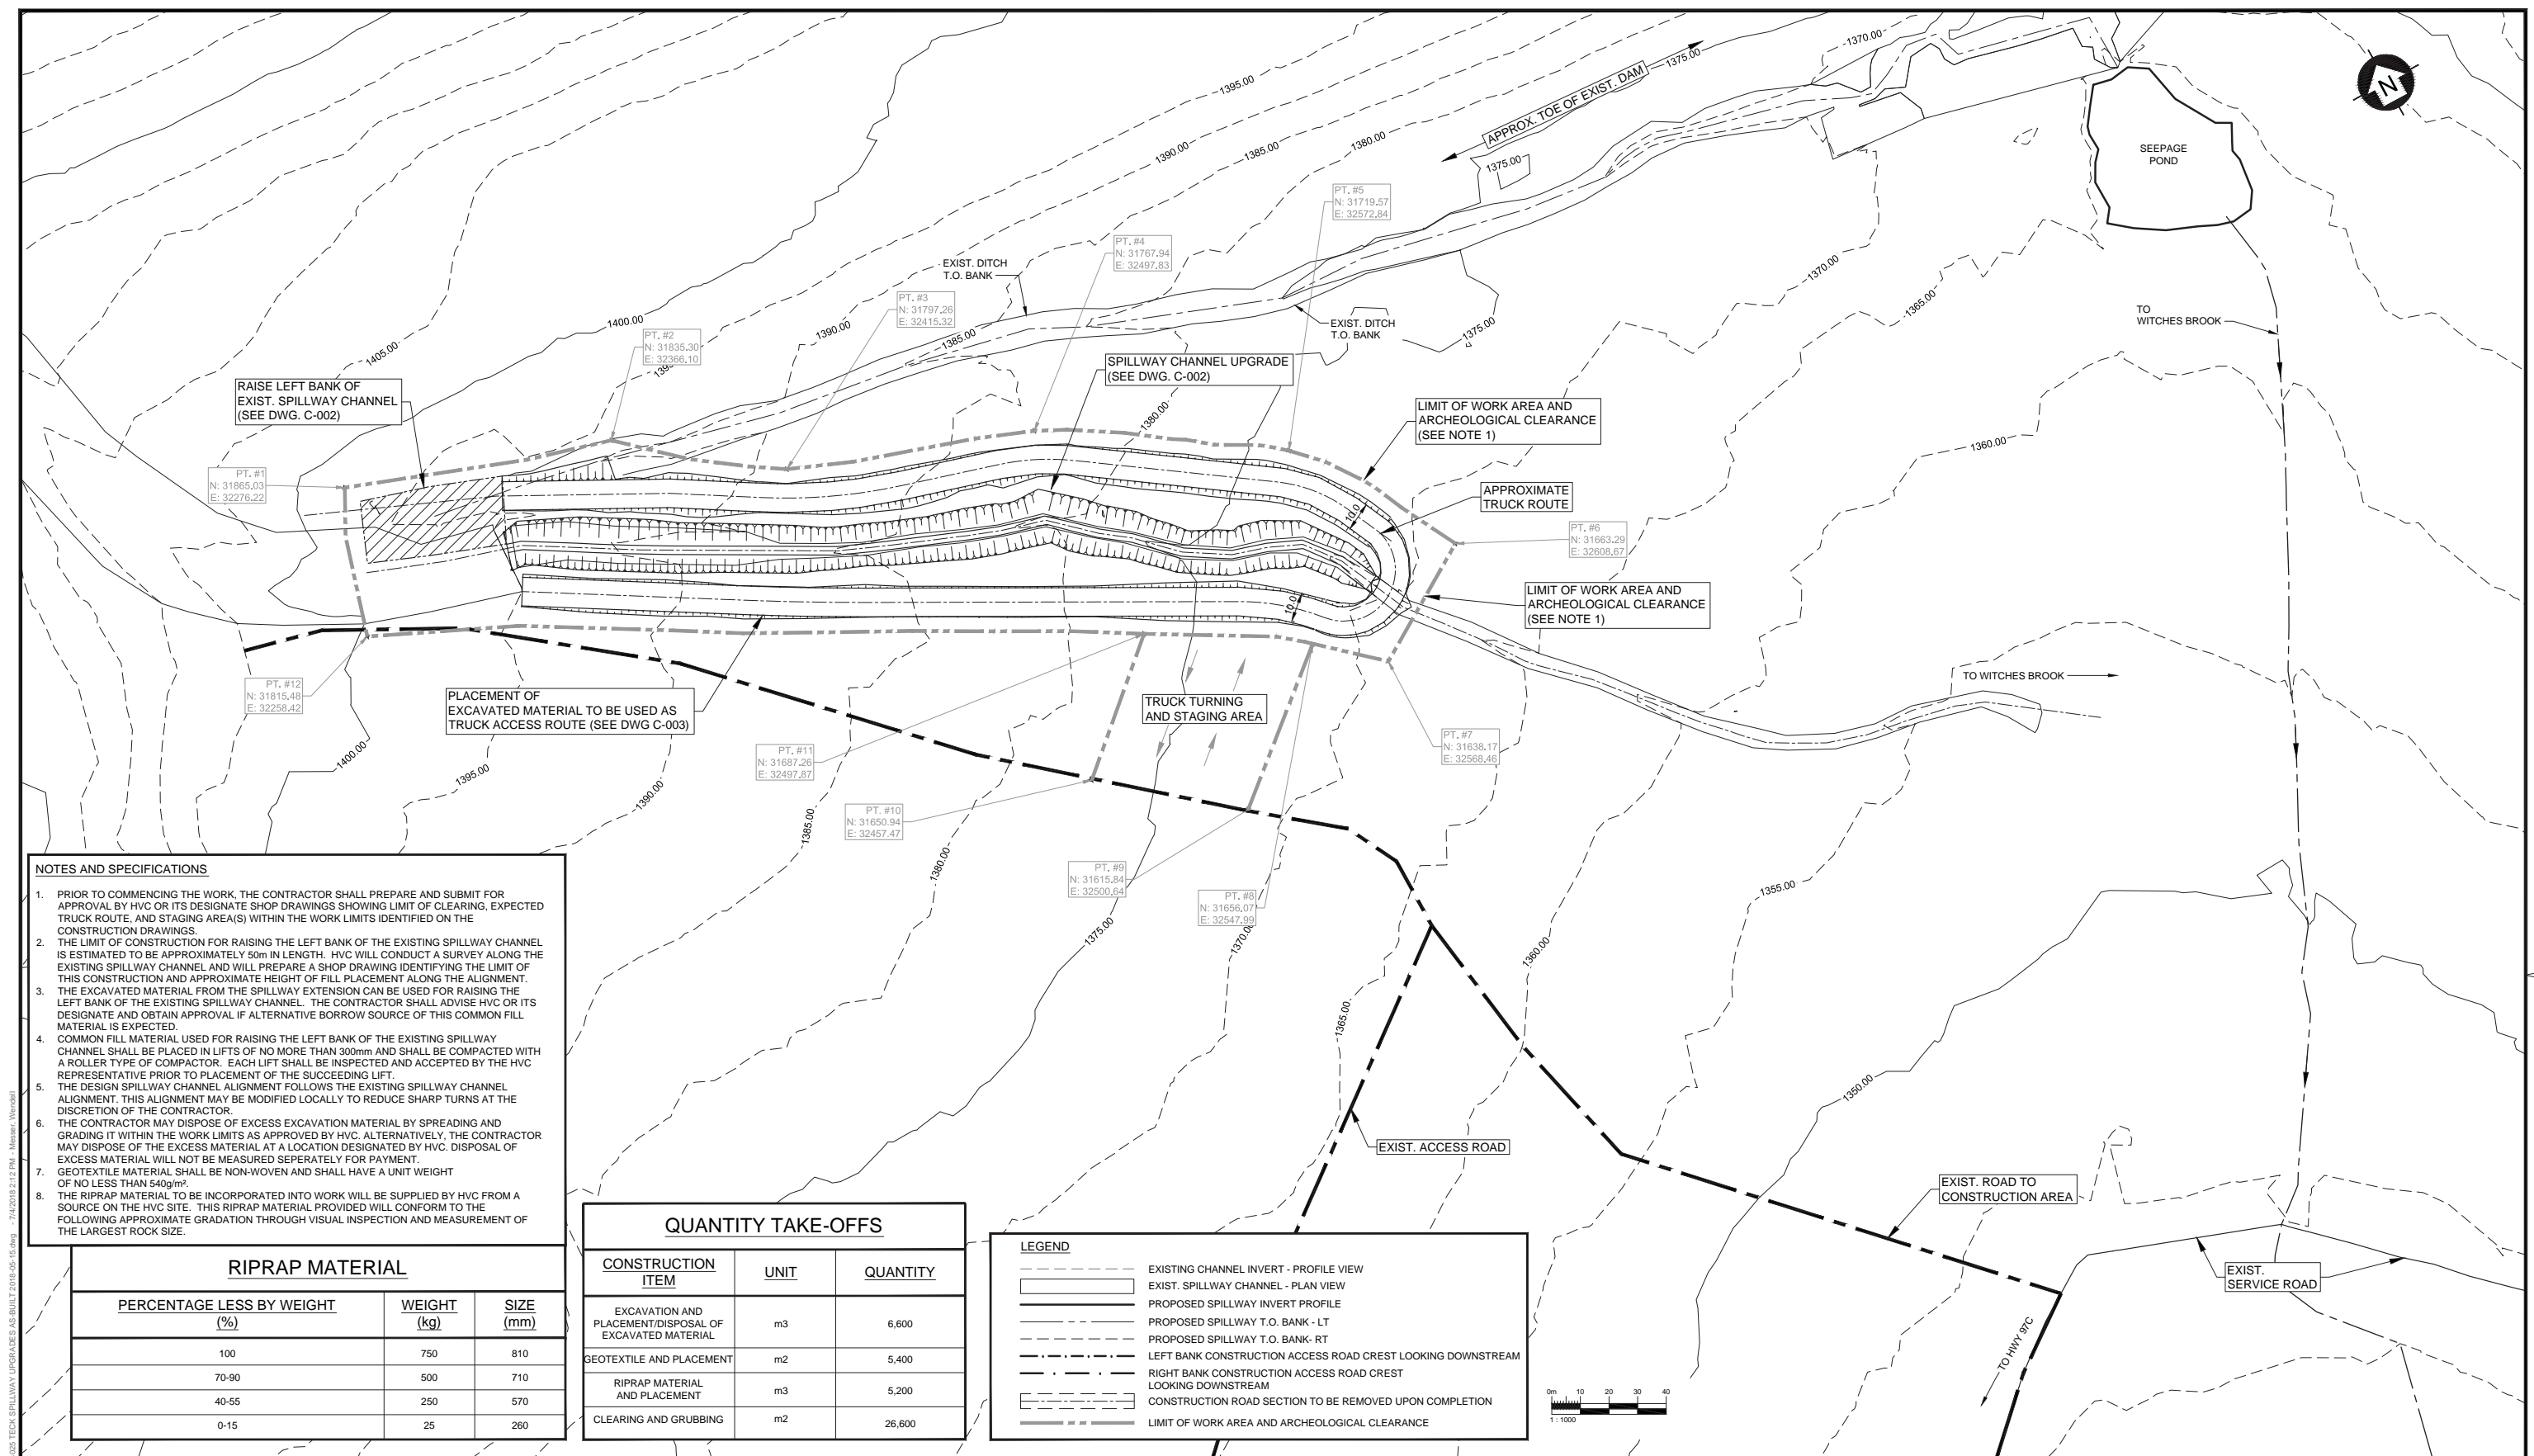 1370.00
1375.00
N
APPROX. TOE OF EXIST. DAM
1395.00
1380.00
1390.00
1385.00
1375.00
SEEPAGE
POND
PT. #5
N: 31719.57
E: 32572.84
PT. #4
N: 31767.94
E: 32497.83
EXIST. DITCH
T.O. BANK
1370.00
PT. #3
N: 31797.26
E: 32415.32
1365.00
TO
WITCHES BROOK
1400.00
1390.00
EXIST. DITCH
T.O. BANK
1375.00
PT. #2
N: 31835.30
E: 32366.10
1385.00
1405.00
SPILLWAY CHANNEL UPGRADE
(SEE DWG. C-002)
RAISE LEFT BANK OF
EXIST. SPILLWAY CHANNEL
(SEE DWG. C-002)
1380.00
LIMIT OF WORK AREA AND
ARCHEOLOGICAL CLEARANCE
(SEE NOTE 1)
1360.00
PT. #1
N: 31865.03
E: 32276.22
APPROXIMATE
TRUCK ROUTE
10.0
PT. #6
N: 31663.29
E: 32608.67
LIMIT OF WORK AREA AND
ARCHEOLOGICAL CLEARANCE
(SEE NOTE 1)
10.0
TO WITCHES BROOK
PT. #12
N: 31815.48
E: 32258.42
PLACEMENT OF
EXCAVATED MATERIAL TO BE USED AS
TRUCK ACCESS ROUTE (SEE DWG C-003)
TRUCK TURNING
AND STAGING AREA
PT. #11
N: 31687.26
E: 32497.87
PT. #7
N: 31638.17
E: 32568.46
1400.00
1395.00
1390.00
PT. #10
N: 31650.94
E: 32457.47
1385.00
1380.00
PT. #9
N: 31615.84
E: 32500.64
PT. #8
N: 31656.07
E: 32547.99
1355.00
1375.00
1370.00
1360.00
1365.00
1350.00
NOTES AND SPECIFICATIONS
1. PRIOR TO COMMENCING THE WORK, THE CONTRACTOR SHALL PREPARE AND SUBMIT FOR
APPROVAL BY HVC OR ITS DESIGNATE SHOP DRAWINGS SHOWING LIMIT OF CLEARING, EXPECTED
TRUCK ROUTE, AND STAGING AREA(S) WITHIN THE WORK LIMITS IDENTIFIED ON THE
CONSTRUCTION DRAWINGS.
2. THE LIMIT OF CONSTRUCTION FOR RAISING THE LEFT BANK OF THE EXISTING SPILLWAY CHANNEL
IS ESTIMATED TO BE APPROXIMATELY 50m IN LENGTH. HVC WILL CONDUCT A SURVEY ALONG THE
EXISTING SPILLWAY CHANNEL AND WILL PREPARE A SHOP DRAWING IDENTIFYING THE LIMIT OF
THIS CONSTRUCTION AND APPROXIMATE HEIGHT OF FILL PLACEMENT ALONG THE ALIGNMENT.
3. THE EXCAVATED MATERIAL FROM THE SPILLWAY EXTENSION CAN BE USED FOR RAISING THE
LEFT BANK OF THE EXISTING SPILLWAY CHANNEL. THE CONTRACTOR SHALL ADVISE HVC OR ITS
DESIGNATE AND OBTAIN APPROVAL IF ALTERNATIVE BORROW SOURCE OF THIS COMMON FILL
MATERIAL IS EXPECTED.
4. COMMON FILL MATERIAL USED FOR RAISING THE LEFT BANK OF THE EXISTING SPILLWAY
CHANNEL SHALL BE PLACED IN LIFTS OF NO MORE THAN 300mm AND SHALL BE COMPACTED WITH
A ROLLER TYPE OF COMPACTOR. EACH LIFT SHALL BE INSPECTED AND ACCEPTED BY THE HVC
REPRESENTATIVE PRIOR TO PLACEMENT OF THE SUCCEEDING LIFT.
5. THE DESIGN SPILLWAY CHANNEL ALIGNMENT FOLLOWS THE EXISTING SPILLWAY CHANNEL
ALIGNMENT. THIS ALIGNMENT MAY BE MODIFIED LOCALLY TO REDUCE SHARP TURNS AT THE
DISCRETION OF THE CONTRACTOR.
6. THE CONTRACTOR MAY DISPOSE OF EXCESS EXCAVATION MATERIAL BY SPREADING AND
GRADING IT WITHIN THE WORK LIMITS AS APPROVED BY HVC. ALTERNATIVELY, THE CONTRACTOR
MAY DISPOSE OF THE EXCESS MATERIAL AT A LOCATION DESIGNATED BY HVC. DISPOSAL OF
EXCESS MATERIAL WILL NOT BE MEASURED SEPERATELY FOR PAYMENT.
7. GEOTEXTILE MATERIAL SHALL BE NON-WOVEN AND SHALL HAVE A UNIT WEIGHT
OF NO LESS THAN 540g/m².
8. THE RIPRAP MATERIAL TO BE INCORPORATED INTO WORK WILL BE SUPPLIED BY HVC FROM A
SOURCE ON THE HVC SITE. THIS RIPRAP MATERIAL PROVIDED WILL CONFORM TO THE
FOLLOWING APPROXIMATE GRADATION THROUGH VISUAL INSPECTION AND MEASUREMENT OF
THE LARGEST ROCK SIZE.
RIPRAP MATERIAL
PERCENTAGE LESS BY WEIGHT (%) WEIGHT (kg) SIZE (mm)
100 750 810
70-90 500 710
40-55 250 570
0-15 25 260
QUANTITY TAKE-OFFS
CONSTRUCTION ITEM UNIT QUANTITY
EXCAVATION AND
PLACEMENT/DISPOSAL OF
EXCAVATED MATERIAL m3 6,600
GEOTEXTILE AND PLACEMENT m2 5,400
RIPRAP MATERIAL
AND PLACEMENT m3 5,200
CLEARING AND GRUBBING m2 26,600
LEGEND
EXISTING CHANNEL INVERT - PROFILE VIEW
EXIST. SPILLWAY CHANNEL - PLAN VIEW
PROPOSED SPILLWAY INVERT PROFILE
PROPOSED SPILLWAY T.O. BANK - LT
PROPOSED SPILLWAY T.O. BANK- RT
LEFT BANK CONSTRUCTION ACCESS ROAD CREST LOOKING DOWNSTREAM
RIGHT BANK CONSTRUCTION ACCESS ROAD CREST
LOOKING DOWNSTREAM
CONSTRUCTION ROAD SECTION TO BE REMOVED UPON COMPLETION
LIMIT OF WORK AREA AND ARCHEOLOGICAL CLEARANCE
EXIST. ACCESS ROAD
EXIST. ROAD TO
CONSTRUCTION AREA
EXIST.
SERVICE ROAD
TO HWY 97C
0m 10 20 30 40
1 : 1000
-025 TECK SPILLWAY UPGRADES AS-BUILT 2018-05-15.dwg - 7/4/2018 2:12 PM - Messer, Wendell